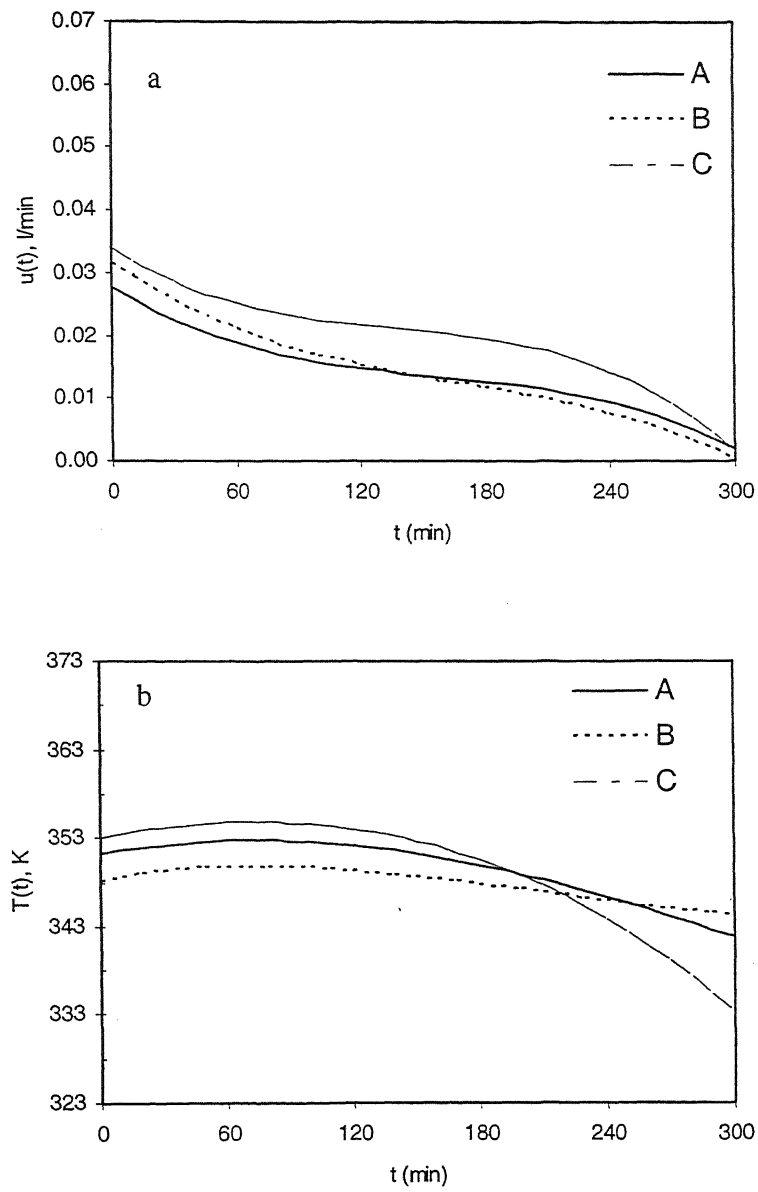 0.07
a
A
0.06
B
0.05
C
0.04
u(t), l/min
0.03
0.02
0.01
0.00
0 60 120 180 240 300
t (min)
373
b
A
B
363
C
353
T(t), K
343
333
323
0 60 120 180 240 300
t (min)